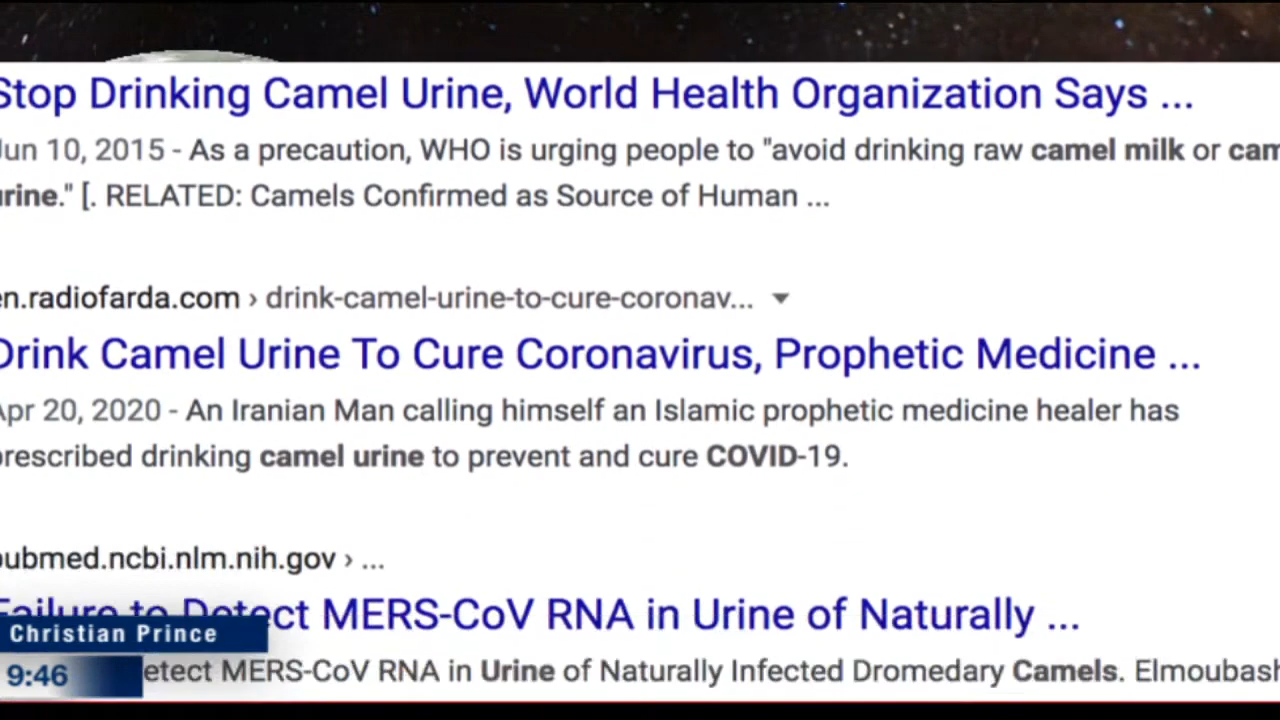 Stop Drinking Camel Urine, World Health Organization Says ...
Jun 10, 2015 - As a precaution, WHO is urging people to "avoid drinking raw camel milk or cam
urine." [. RELATED: Camels Confirmed as Source of Human ...
en.radiofarda.com › drink-camel-urine-to-cure-coronav...
Drink Camel Urine To Cure Coronavirus, Prophetic Medicine ...
Apr 20, 2020 - An Iranian Man calling himself an Islamic prophetic medicine healer has
prescribed drinking camel urine to prevent and cure COVID-19.
pubmed.ncbi.nlm.nih.gov › ...
Failure to Detect MERS-CoV RNA in Urine of Naturally ...
Christian Prince
9:46
etect MERS-CoV RNA in Urine of Naturally Infected Dromedary Camels. Elmoubash